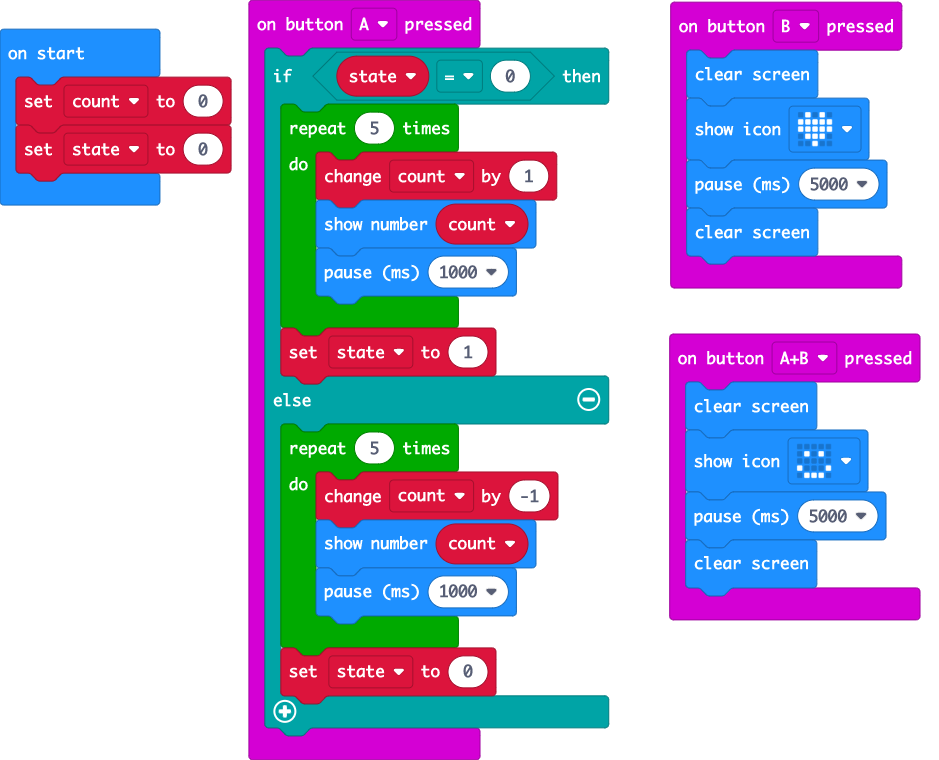 on start
set count to 0
set state to 0
on button A pressed
if state = 0 then
repeat 5 times
do
change count by 1
show number count
pause (ms) 1000
set state to 1
else
repeat 5 times
do
change count by -1
show number count
pause (ms) 1000
set state to 0
on button B pressed
clear screen
show icon
pause (ms) 5000
clear screen
on button A+B pressed
clear screen
show icon
pause (ms) 5000
clear screen